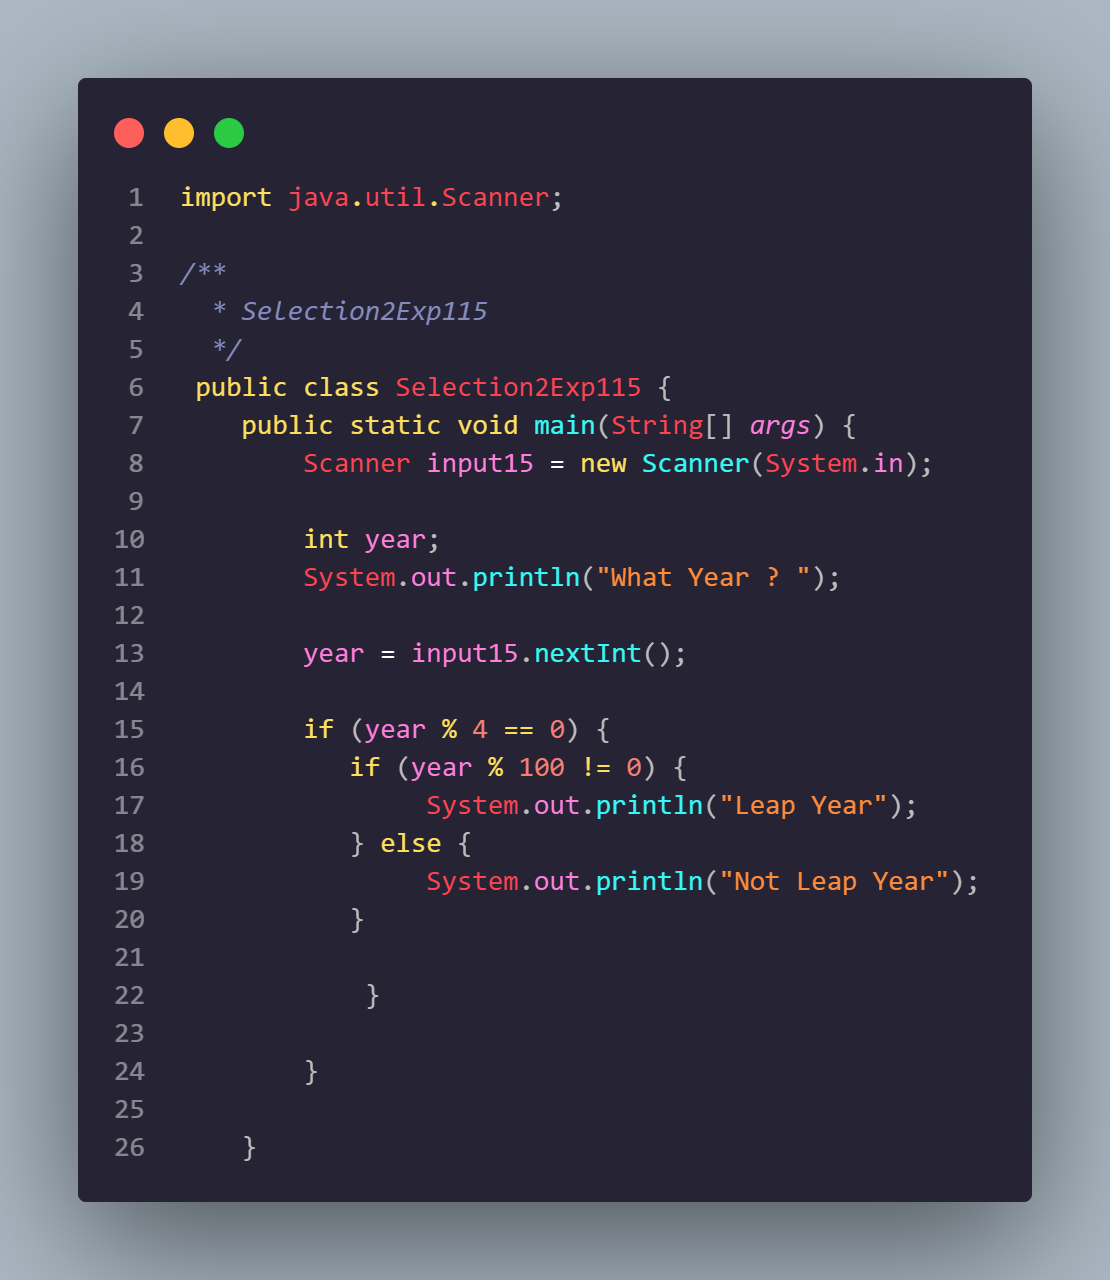 1 import java.util.Scanner;
2
3 /**
4   * Selection2Exp115
5   */
6  public class Selection2Exp115 {
7     public static void main(String[] args) {
8         Scanner input15 = new Scanner(System.in);
9
10         int year;
11         System.out.println("What Year ? ");
12
13         year = input15.nextInt();
14
15         if (year % 4 == 0) {
16            if (year % 100 != 0) {
17                 System.out.println("Leap Year");
18            } else {
19                 System.out.println("Not Leap Year");
20            }
21
22             }
23
24         }
25
26     }